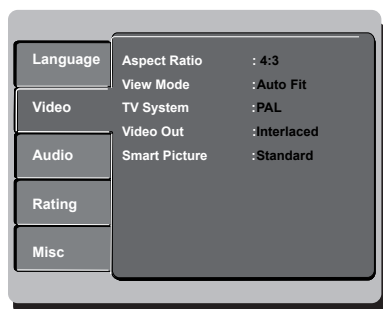 Language
Video
Audio
Rating
Misc
Aspect Ratio : 4:3
View Mode :Auto Fit
TV System :PAL
Video Out :Interlaced
Smart Picture :Standard